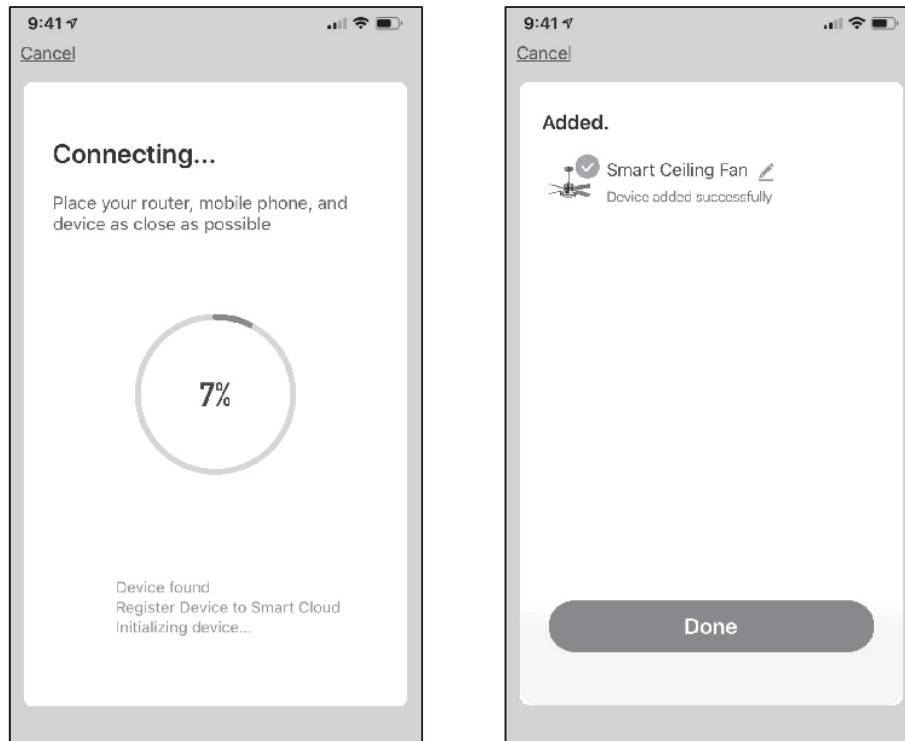 9:41
Cancel
Connecting...
Place your router, mobile phone, and
device as close as possible
7%
Device found
Register Device to Smart Cloud
Initializing device...
9:41
Cancel
Added.
Smart Ceiling Fan
Device added successfully
Done